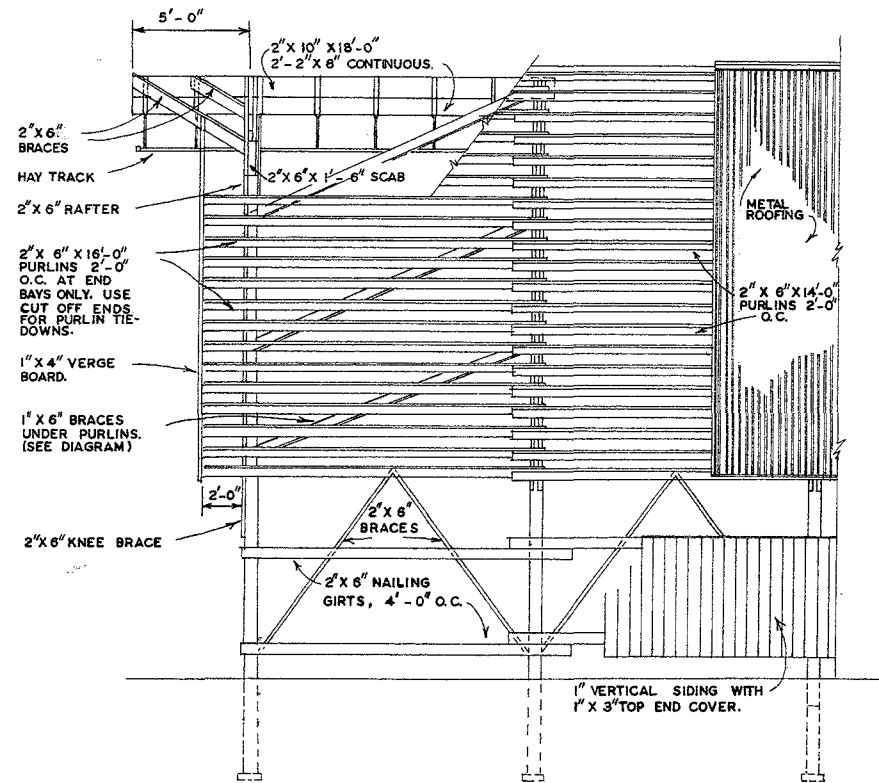 5'-0"
2" X 10" X 18'-0"
2'- 2" X 8" CONTINUOUS.
2" X 6"
BRACES
HAY TRACK
2" X 6" X 1'- 6" SCAB
2" X 6" RAFTER
METAL
ROOFING
2" X 6" X 16'-0"
PURLINS 2'-0"
O.C. AT END
BAYS ONLY. USE
CUT OFF ENDS
FOR PURLIN TIE-
DOWNS.
2" X 6" X 14'-0"
PURLINS 2'-0"
O.C.
1" X 4" VERGE
BOARD.
1" X 6" BRACES
UNDER PURLINS.
(SEE DIAGRAM)
2'-0"
2" X 6"
BRACES
2" X 6" KNEE BRACE
2" X 6" NAILING
GIRTS, 4'-0" O.C.
1" VERTICAL SIDING WITH
1" X 3" TOP END COVER.